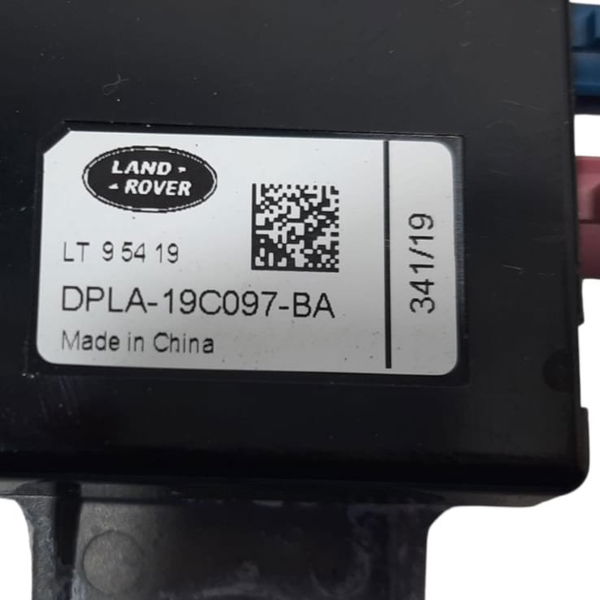 LAND
ROVER
LT 9 54 19
DPLA-19C097-BA
Made in China
341/19